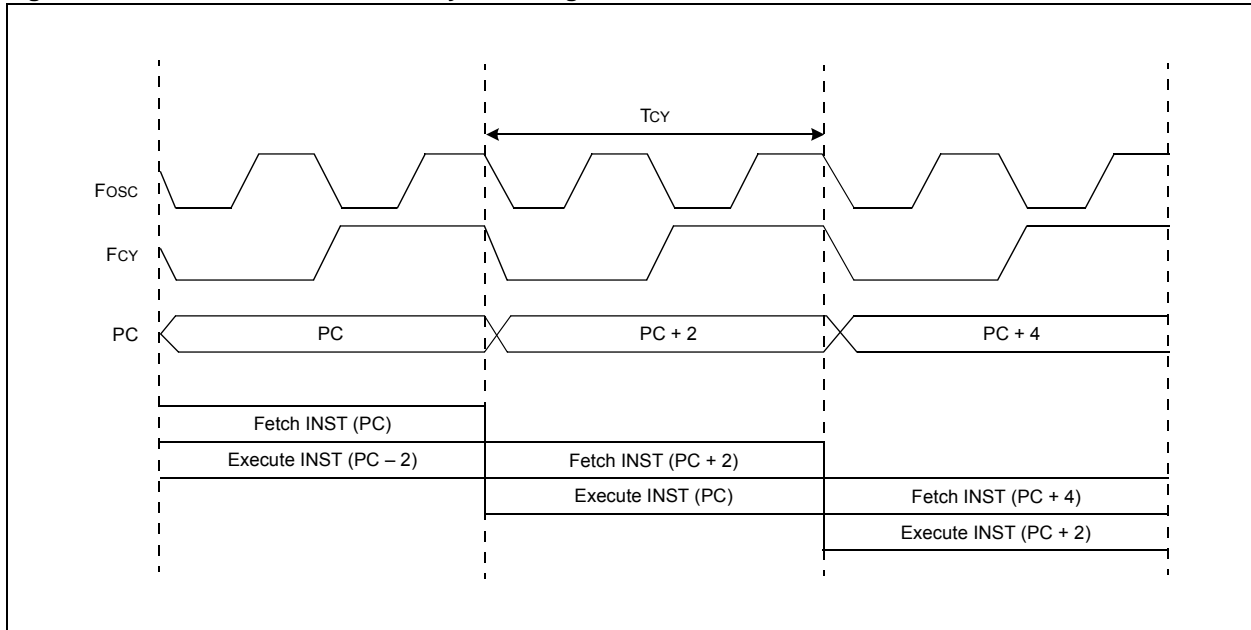 TCY
FOSC
FCY
PC PC PC + 2 PC + 4
Fetch INST (PC)
Execute INST (PC – 2) Fetch INST (PC + 2)
Execute INST (PC) Fetch INST (PC + 4)
Execute INST (PC + 2)